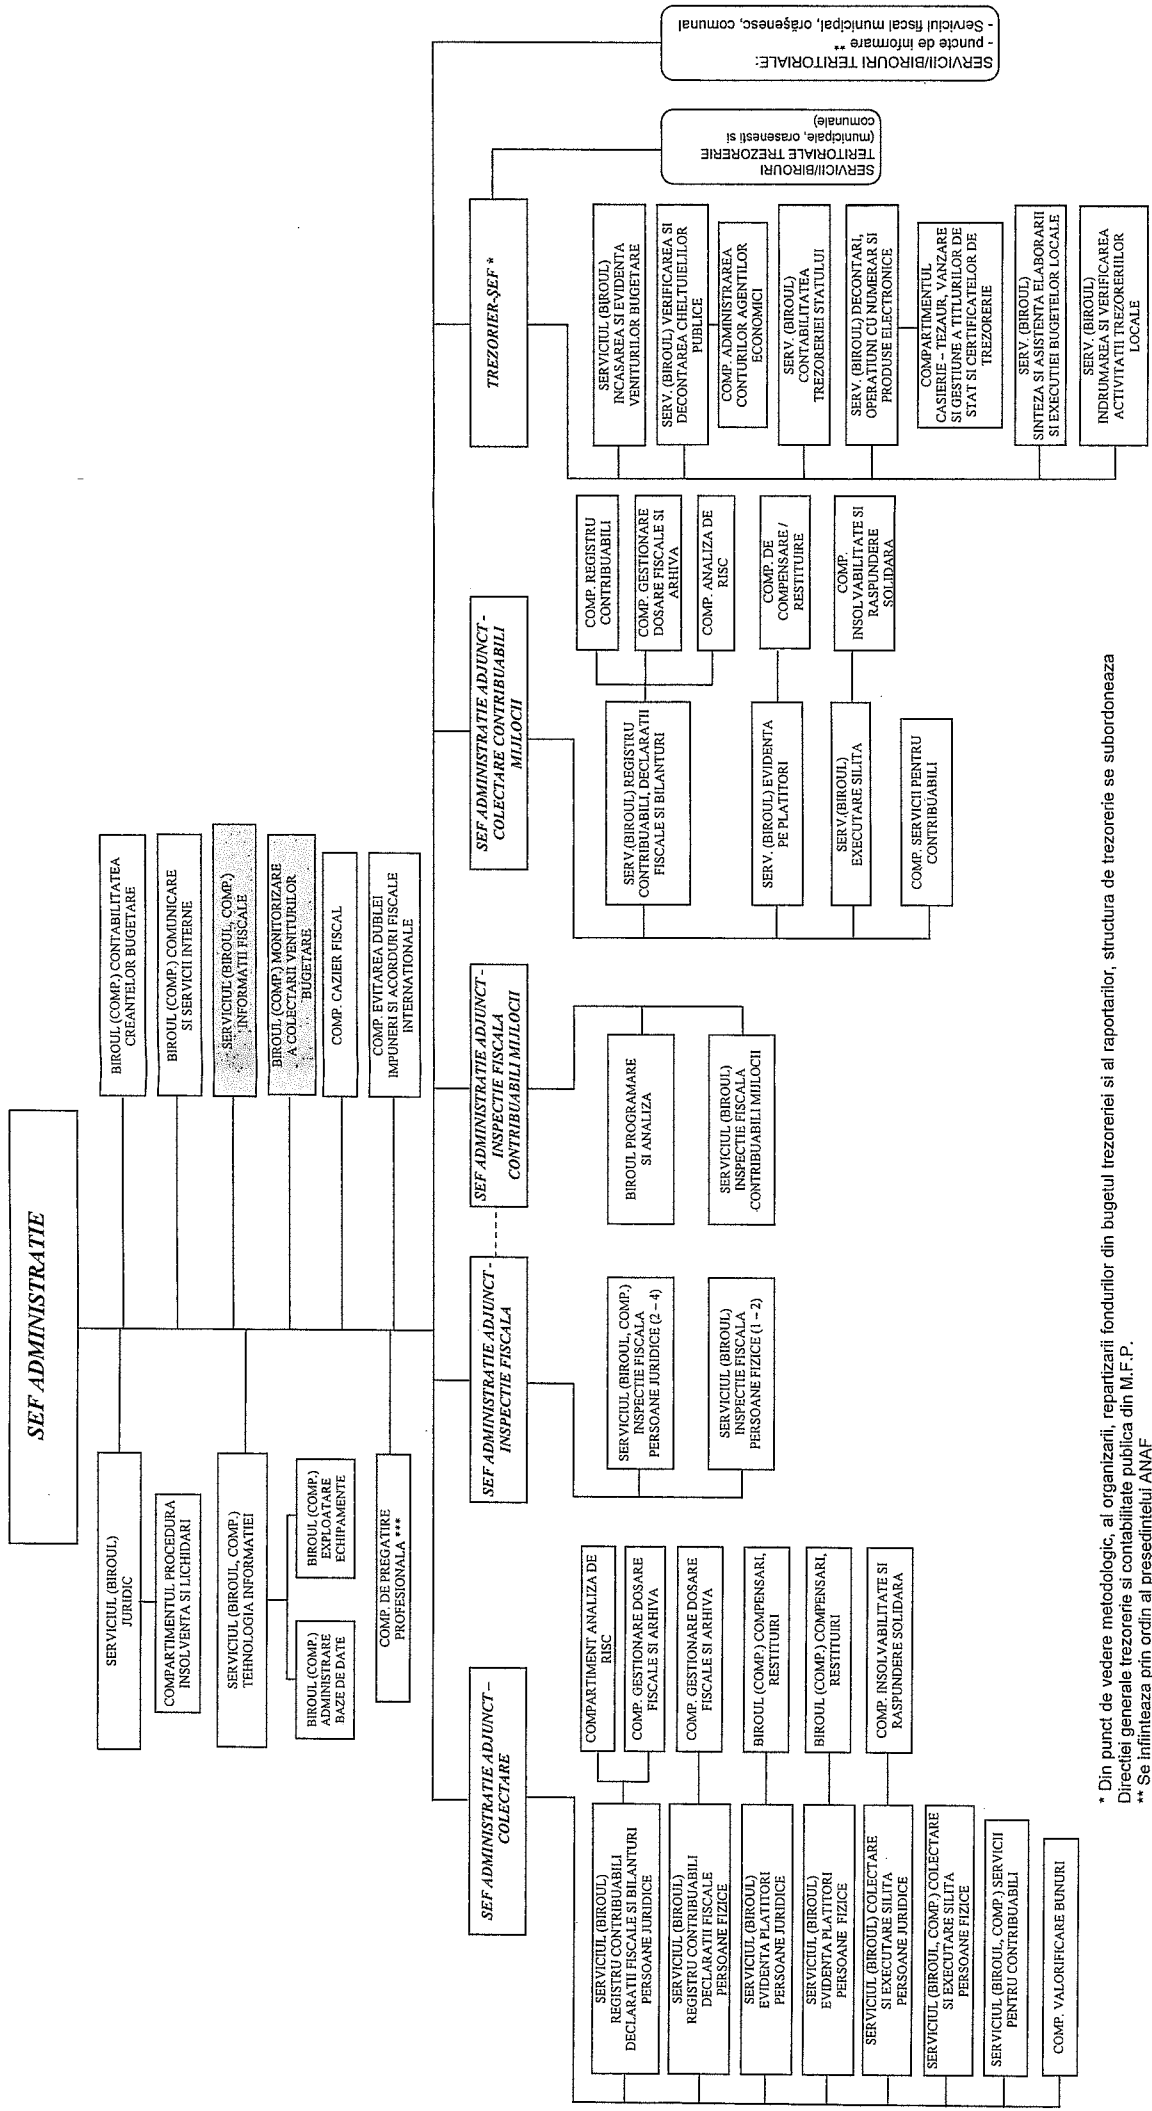 SEF ADMINISTRATIE
SERVICIUL (BIROUL)
JURIDIC
COMPARTIMENTUL PROCEDURA
INSOLVENTA SI LICHIDARI
SERVICIUL (BIROUL, COMP.)
TEHNOLOGIA INFORMATIEI
BIROUL (COMP.)
ADMINISTRARE
BAZE DE DATE
BIROUL (COMP.)
EXPLOATARE
ECHIPAMENTE
COMP. DE PREGATIRE
PROFESIONALA ***
BIROUL (COMP.) CONTABILITATEA
CREANTELOR BUGETARE
BIROUL (COMP.) COMUNICARE
SI SERVICII INTERNE
SERVICIUL (BIROUL, COMP.)
INFORMATII FISCALE
BIROUL (COMP.) MONITORIZARE
A COLECTARII VENITURILOR
BUGETARE
COMP. CAZIER FISCAL
COMP. EVITAREA DUBLEI
IMPUNERI SI ACORDURI FISCALE
INTERNATIONALE
SEF ADMINISTRATIE ADJUNCT –
COLECTARE
SERVICIUL (BIROUL)
REGISTRU CONTRIBUABILI
DECLARATII FISCALE SI BILANTURI
PERSOANE JURIDICE
COMPARTIMENT ANALIZA DE
RISC
COMP. GESTIONARE DOSARE
FISCALE SI ARHIVA
SERVICIUL (BIROUL)
REGISTRU CONTRIBUABILI
DECLARATII FISCALE
PERSOANE FIZICE
COMP. GESTIONARE DOSARE
FISCALE SI ARHIVA
SERVICIUL (BIROUL)
EVIDENTA PLATITORI
PERSOANE JURIDICE
BIROUL (COMP.) COMPENSARI,
RESTITUIRI
SERVICIUL (BIROUL)
EVIDENTA PLATITORI
PERSOANE FIZICE
BIROUL (COMP.) COMPENSARI,
RESTITUIRI
SERVICIUL (BIROUL) COLECTARE
SI EXECUTARE SILITA
PERSOANE JURIDICE
COMP. INSOLVABILITATE SI
RASPUNDERE SOLIDARA
SERVICIUL (BIROUL, COMP.) COLECTARE
SI EXECUTARE SILITA
PERSOANE FIZICE
SERVICIUL (BIROUL, COMP.) SERVICII
PENTRU CONTRIBUABILI
COMP. VALORIFICARE BUNURI
SEF ADMINISTRATIE ADJUNCT -
INSPECTIE FISCALA
SERVICIUL (BIROUL, COMP.)
INSPECTIE FISCALA
PERSOANE JURIDICE (2 – 4)
SERVICIUL (BIROUL)
INSPECTIE FISCALA
PERSOANE FIZICE (1 – 2)
SEF ADMINISTRATIE ADJUNCT -
INSPECTIE FISCALA
CONTRIBUABILI MIJLOCII
BIROUL PROGRAMARE
SI ANALIZA
SERVICIUL (BIROUL)
INSPECTIE FISCALA
CONTRIBUABILI MIJLOCII
SEF ADMINISTRATIE ADJUNCT -
COLECTARE CONTRIBUABILI
MIJLOCII
SERV.(BIROUL) REGISTRU
CONTRIBUABILI, DECLARATII
FISCALE SI BILANTURI
COMP. REGISTRU
CONTRIBUABILI
COMP. GESTIONARE
DOSARE FISCALE SI
ARHIVA
COMP. ANALIZA DE
RISC
SERV. (BIROUL) EVIDENTA
PE PLATITORI
COMP. DE
COMPENSARE /
RESTITUIRE
SERV.(BIROUL)
EXECUTARE SILITA
COMP.
INSOLVABILITATE SI
RASPUNDERE
SOLIDARA
COMP. SERVICII PENTRU
CONTRIBUABILI
TREZORIER-ŞEF *
SERVICIUL (BIROUL)
INCASAREA SI EVIDENTA
VENITURILOR BUGETARE
SERV. (BIROUL) VERIFICAREA SI
DECONTAREA CHELTUIELILOR
PUBLICE
COMP. ADMINISTRAREA
CONTURILOR AGENTILOR
ECONOMICI
SERV. (BIROUL)
CONTABILITATEA
TREZORERIEI STATULUI
SERV. (BIROUL) DECONTARI,
OPERATIUNI CU NUMERAR SI
PRODUSE ELECTRONICE
COMPARTIMENTUL
CASIERIE – TEZAUR, VANZARE
SI GESTIUNE A TITLURILOR DE
STAT SI CERTIFICATELOR DE
TREZORERIE
SERV. (BIROUL)
SINTEZA SI ASISTENTA ELABORARII
SI EXECUTIEI BUGETELOR LOCALE
SERV. (BIROUL)
INDRUMAREA SI VERIFICAREA
ACTIVITATII TREZORERIILOR
LOCALE
SERVICII/BIROURI
TERITORIALE TREZORERIE
(municipale, orasenesti si
comunale)
SERVICII/BIROURI TERITORIALE:
- puncte de informare **
- Serviciul fiscal municipal, orăşenesc, comunal
* Din punct de vedere metodologic, al organizarii, repartizarii fondurilor din bugetul trezoreriei si al raportarilor, structura de trezorerie se subordoneaza
Directiei generale trezorerie si contabilitate publica din M.F.P.
** Se infiinteaza prin ordin al presedintelui ANAF